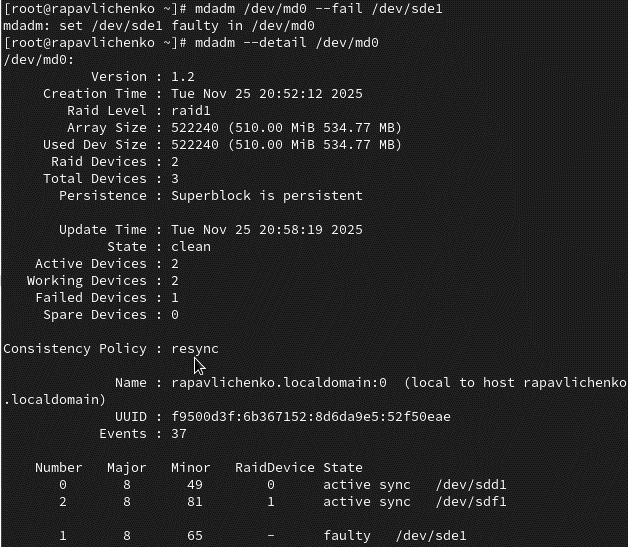 [root@rapavlichenko ~]# mdadm /dev/md0 --fail /dev/sde1
mdadm: set /dev/sde1 faulty in /dev/md0
[root@rapavlichenko ~]# mdadm --detail /dev/md0
/dev/md0:
           Version : 1.2
     Creation Time : Tue Nov 25 20:52:12 2025
        Raid Level : raid1
        Array Size : 522240 (510.00 MiB 534.77 MB)
     Used Dev Size : 522240 (510.00 MiB 534.77 MB)
      Raid Devices : 2
     Total Devices : 3
       Persistence : Superblock is persistent

       Update Time : Tue Nov 25 20:58:19 2025
             State : clean
    Active Devices : 2
   Working Devices : 2
    Failed Devices : 1
     Spare Devices : 0

Consistency Policy : resync

              Name : rapavlichenko.localdomain:0  (local to host rapavlichenko
.localdomain)
              UUID : f9500d3f:6b367152:8d6da9e5:52f50eae
            Events : 37

    Number   Major   Minor   RaidDevice State
       0       8       49        0      active sync   /dev/sdd1
       2       8       81        1      active sync   /dev/sdf1

       1       8       65        -      faulty   /dev/sde1